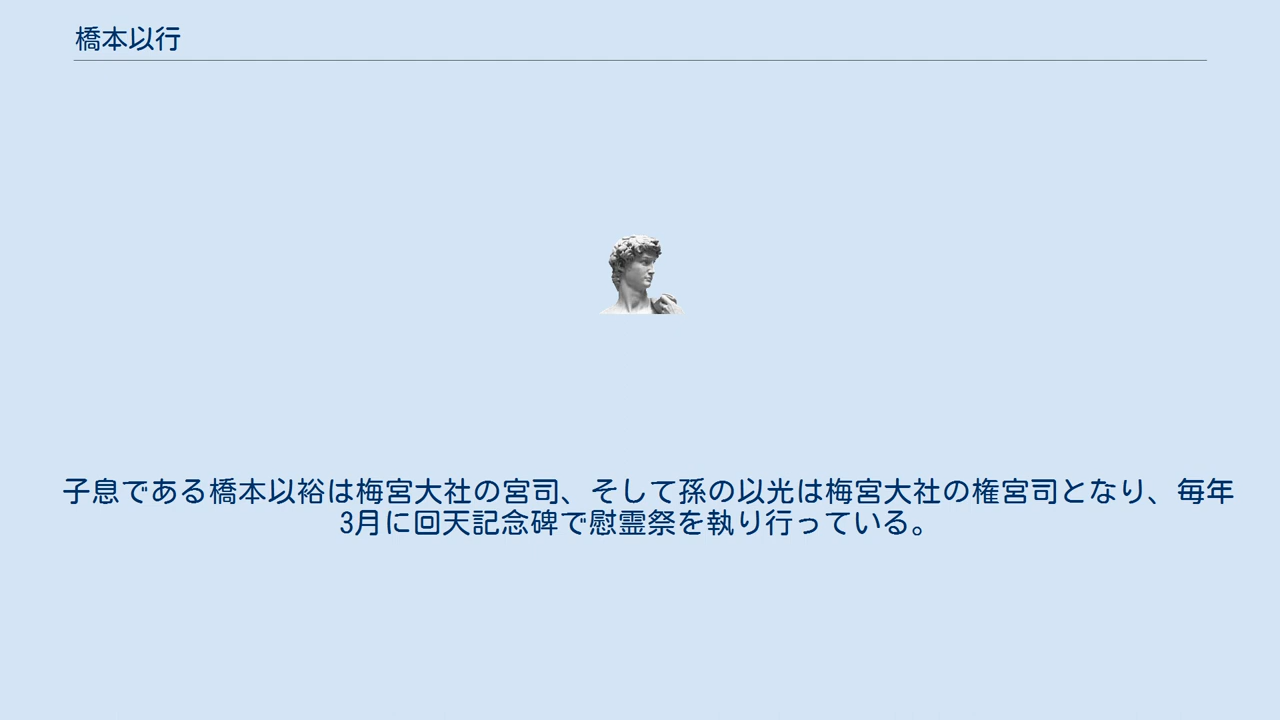 橋本以行
子息である橋本以裕は梅宮大社の宮司、そして孫の以光は梅宮大社の権宮司となり、毎年
3月に回天記念碑で慰霊祭を執り行っている。